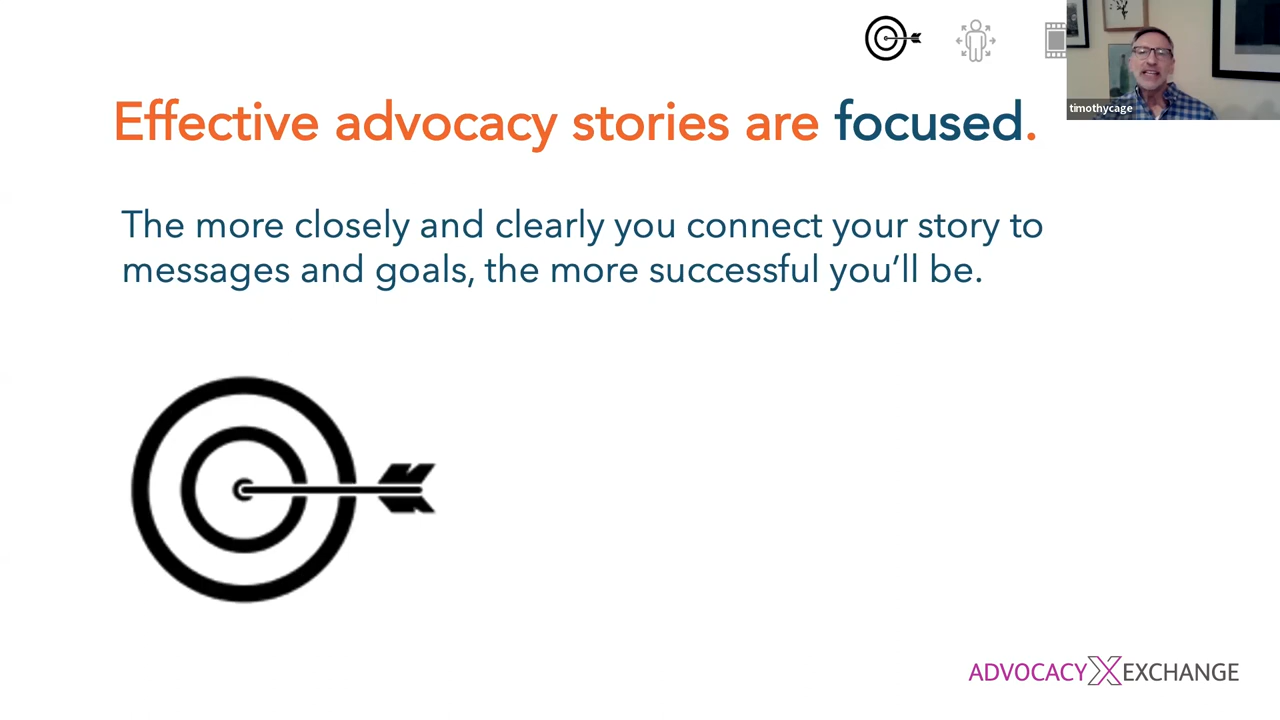 timothycage
Effective advocacy stories are focused.
The more closely and clearly you connect your story to
messages and goals, the more successful you’ll be.
ADVOCACY X EXCHANGE